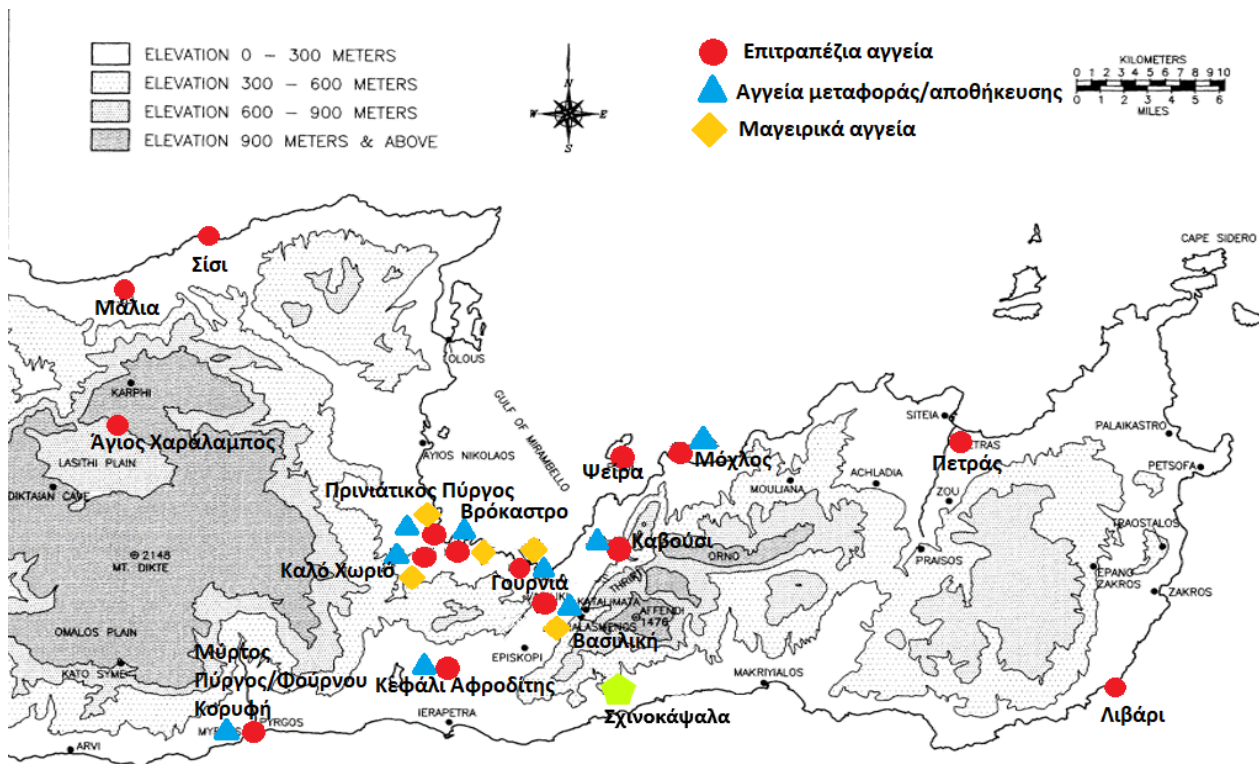 ELEVATION 0 – 300 METERS
ELEVATION 300 – 600 METERS
ELEVATION 600 – 900 METERS
ELEVATION 900 METERS & ABOVE
N
W
E
S
Επιτραπέζια αγγεία
Αγγεία μεταφοράς/αποθήκευσης
Μαγειρικά αγγεία
KILOMETERS
0 1 2 3 4 5 6 7 8 9 10
0 1 2 3 4 5 6
MILES
CAPE SIDERO
Σίσι
Μάλια
OLOUS
KARPHI
GULF OF MIRABELLO
Άγιος Χαράλαμπος
LASITHI PLAIN
AYIOS NIKOLAOS
Ψείρα
Μόχλος
SITEIA
Πετράς
PALAIKASTRO
PETSOFA
DIKTAIAN CAVE
MOULIANA
ACHLADIA
ZOU
Πρινιάτικος Πύργος
Βρόκαστρο
TRAOSTALOS
2148
MT. DIKTE
Καλό Χωριό
Γουρνιά
Καβούσι
ORNO
THRIPTI
PRAISOS
EPANO
ZAKROS
ZAKROS
KATALIMATA
AFFENDI
1476
Βασιλική
OMALOS PLAIN
KATO SYME
EPISKOPI
Μύρτος
Πύργος/Φούρνου
Κορυφή
Κεφάλι Αφροδίτης
MAKRIYIALOS
Σχινοκάψαλα
Λιβάρι
PYRGOS
IERAPETRA
ARVI